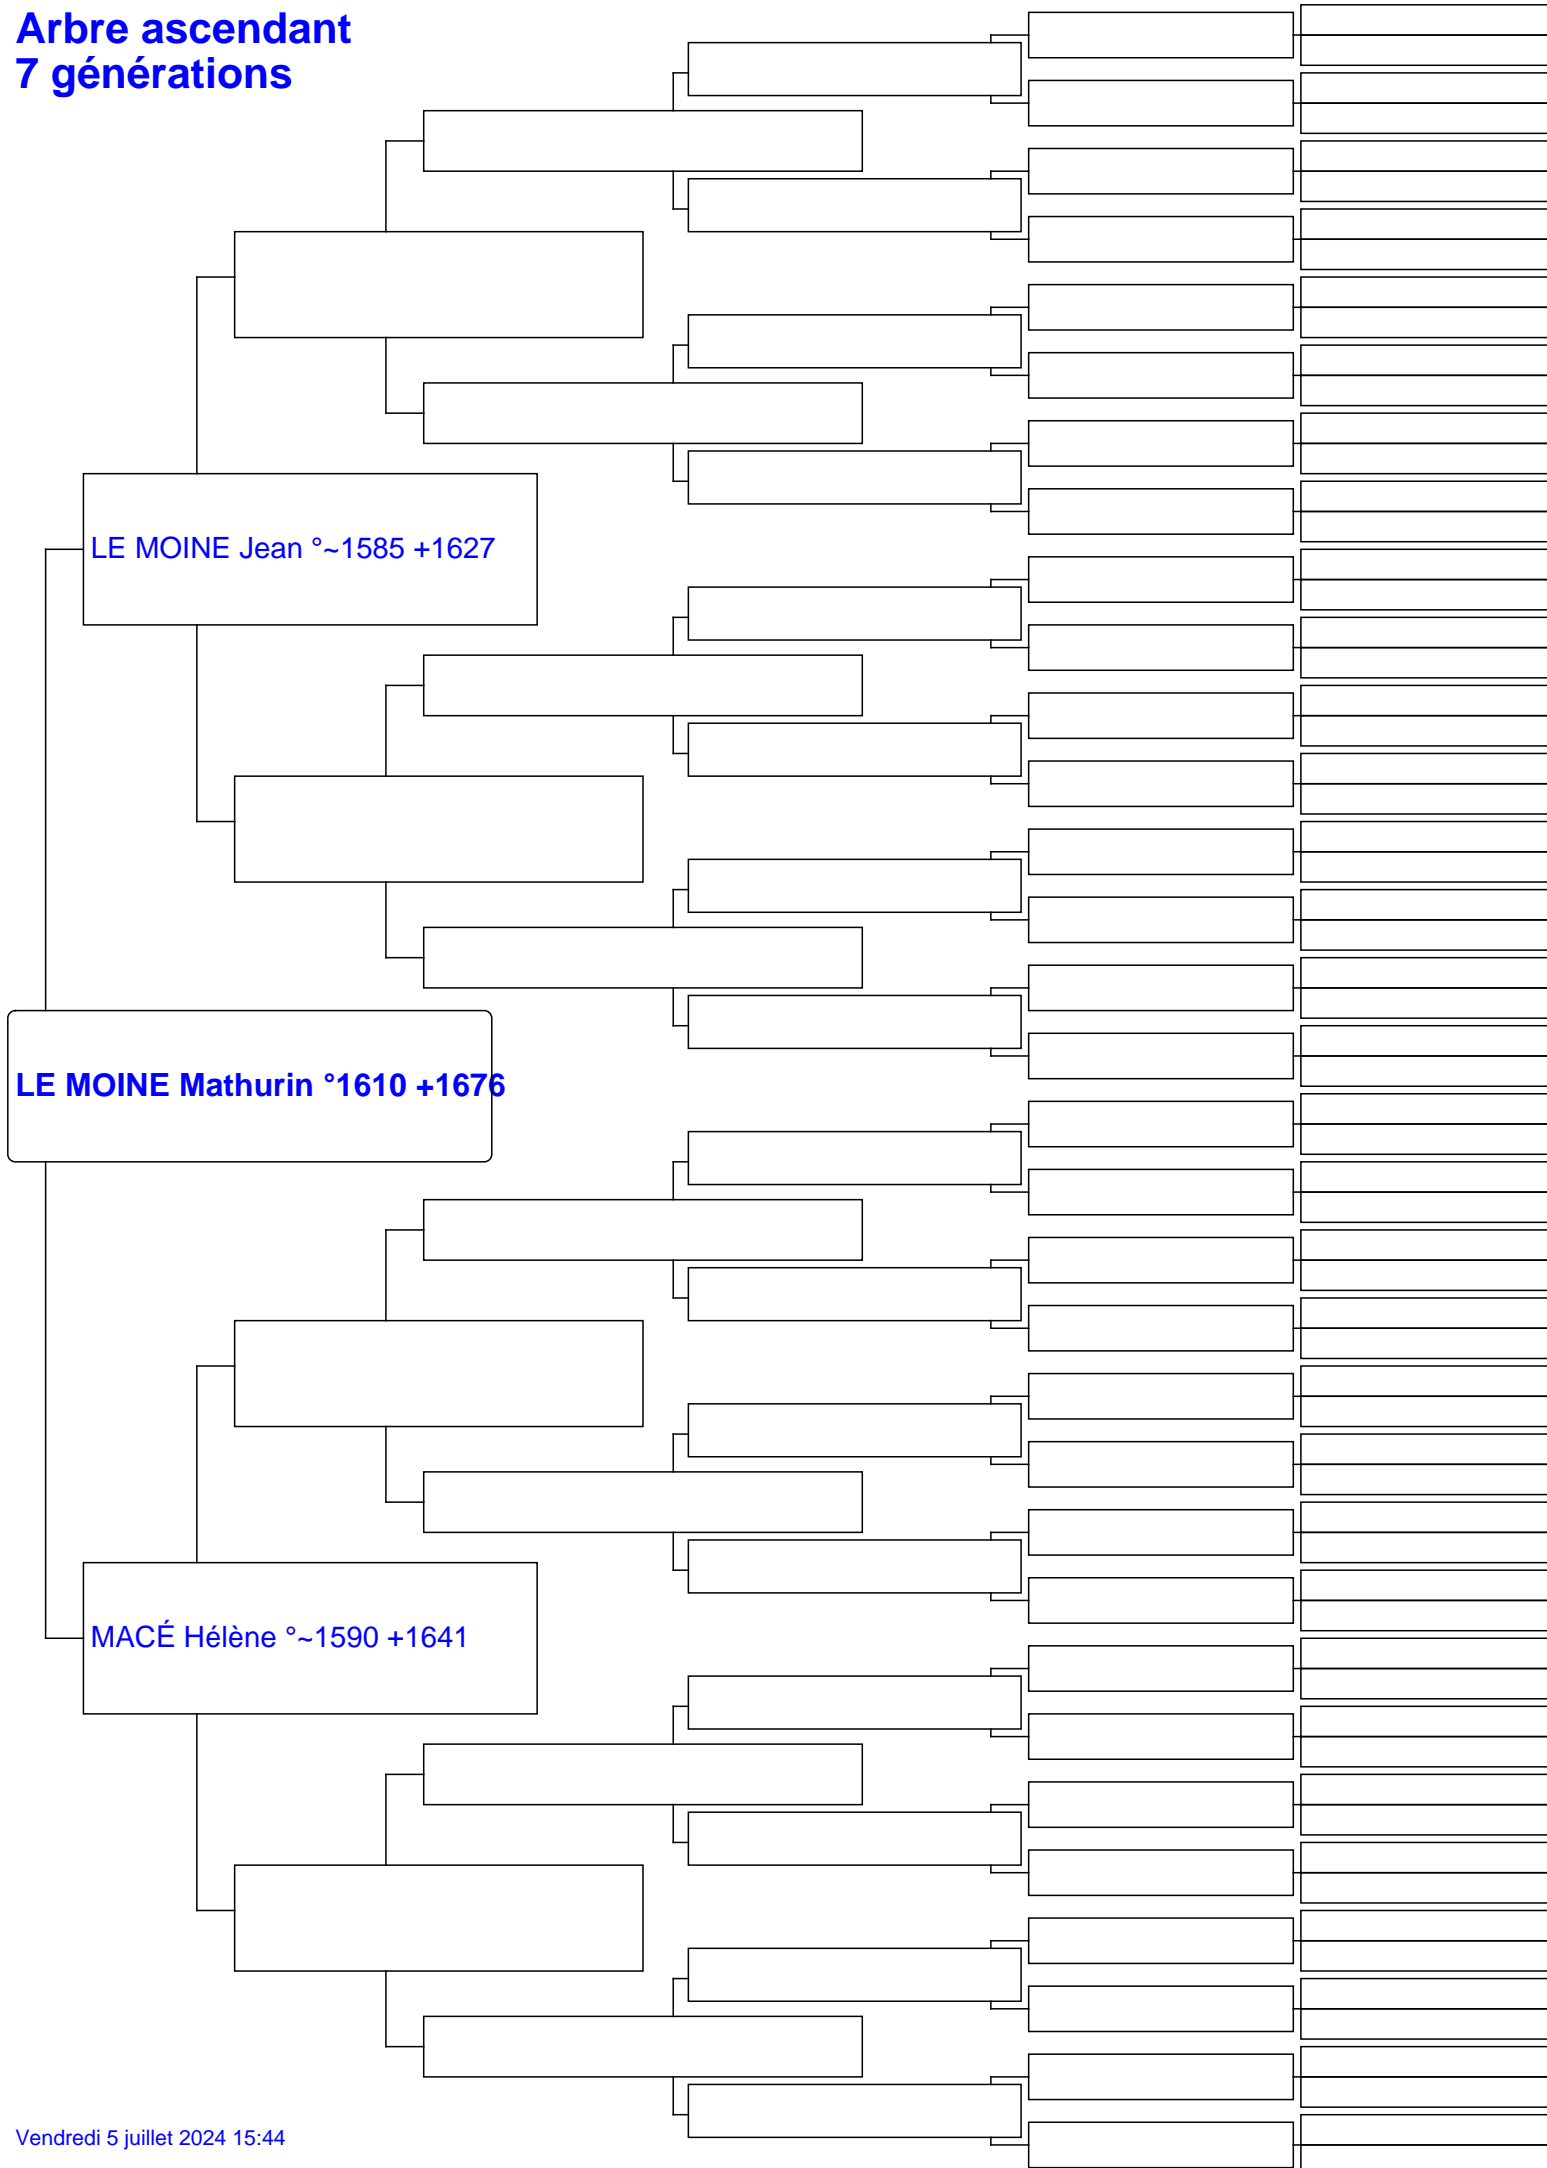 Arbre ascendant
7 générations
LE MOINE Jean °~1585 +1627
LE MOINE Mathurin °1610 +1676
MACÉ Hélène °~1590 +1641
Vendredi 5 juillet 2024 15:44